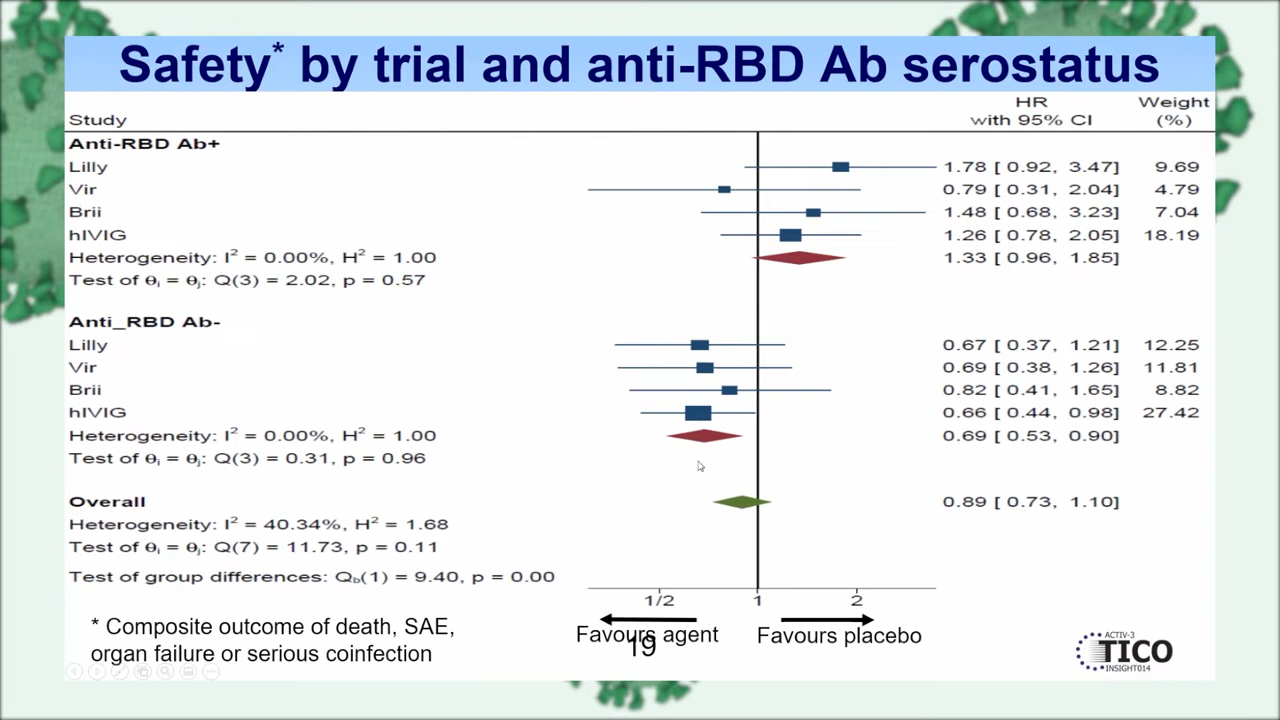 Safety* by trial and anti-RBD Ab serostatus
HR Weight
Study with 95% CI (%)
Anti-RBD Ab+
Lilly 1.78 [ 0.92, 3.47] 9.69
Vir 0.79 [ 0.31, 2.04] 4.79
Brii 1.48 [ 0.68, 3.23] 7.04
hIVIG 1.26 [ 0.78, 2.05] 18.19
Heterogeneity: I² = 0.00%, H² = 1.00 1.33 [ 0.96, 1.85]
Test of θi = θj: Q(3) = 2.02, p = 0.57
Anti_RBD Ab-
Lilly 0.67 [ 0.37, 1.21] 12.25
Vir 0.69 [ 0.38, 1.26] 11.81
Brii 0.82 [ 0.41, 1.65] 8.82
hIVIG 0.66 [ 0.44, 0.98] 27.42
Heterogeneity: I² = 0.00%, H² = 1.00 0.69 [ 0.53, 0.90]
Test of θi = θj: Q(3) = 0.31, p = 0.96
Overall 0.89 [ 0.73, 1.10]
Heterogeneity: I² = 40.34%, H² = 1.68
Test of θi = θj: Q(7) = 11.73, p = 0.11
Test of group differences: Qb(1) = 9.40, p = 0.00
1/2 1 2
Favours agent Favours placebo
19
* Composite outcome of death, SAE,
organ failure or serious coinfection
ACTIV-3
TICO
INSIGHT014